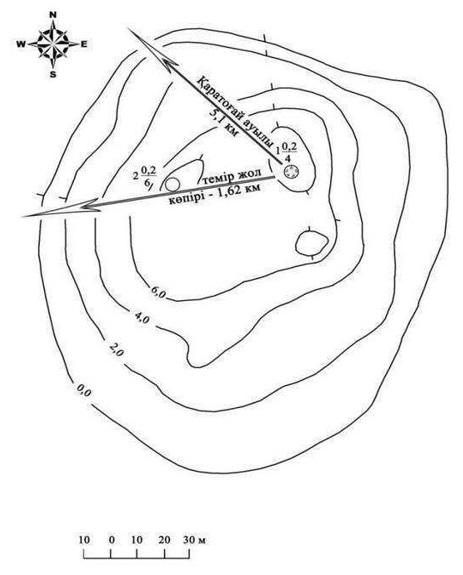 N
W E
S
Қаратоғай ауылы
5,1 км
1 0,2
4
2 0,2
6
темір жол
көпірі - 1,62 км
6,0
4,0
2,0
0,0
10 0 10 20 30 м